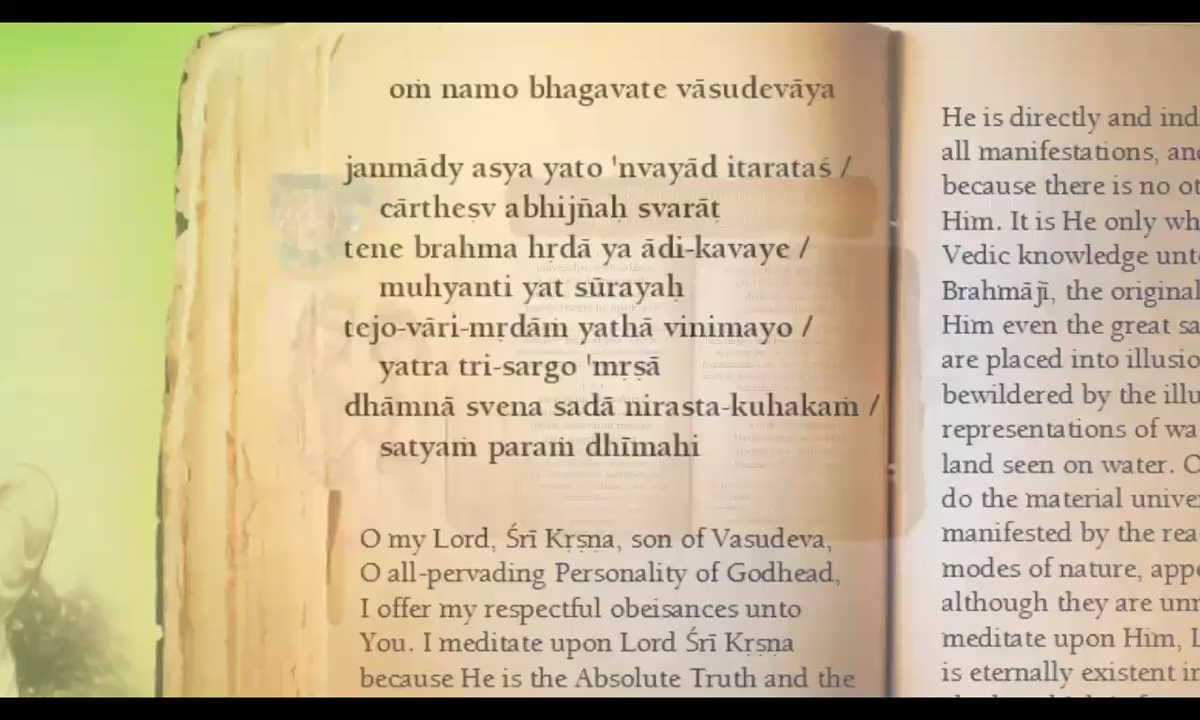 oṁ namo bhagavate vāsudevāya
janmādy asya yato 'nvayād itarataś /
cārtheṣv abhijñaḥ svarāṭ
tene brahma hṛdā ya ādi-kavaye /
muhyanti yat sūrayaḥ
tejo-vāri-mṛdāṁ yathā vinimayo /
yatra tri-sargo 'mṛṣā
dhāmnā svena sadā nirasta-kuhakaṁ /
satyaṁ paraṁ dhīmahi
O my Lord, Śrī Kṛṣṇa, son of Vasudeva,
O all-pervading Personality of Godhead,
I offer my respectful obeisances unto
You. I meditate upon Lord Śrī Kṛṣṇa
because He is the Absolute Truth and the
He is directly and ind
all manifestations, and
because there is no ot
Him. It is He only wh
Vedic knowledge unt
Brahmājī, the original
Him even the great sa
are placed into illusio
bewildered by the illu
representations of wa
land seen on water. O
do the material unive
manifested by the rea
modes of nature, appe
although they are unr
meditate upon Him, L
is eternally existent in